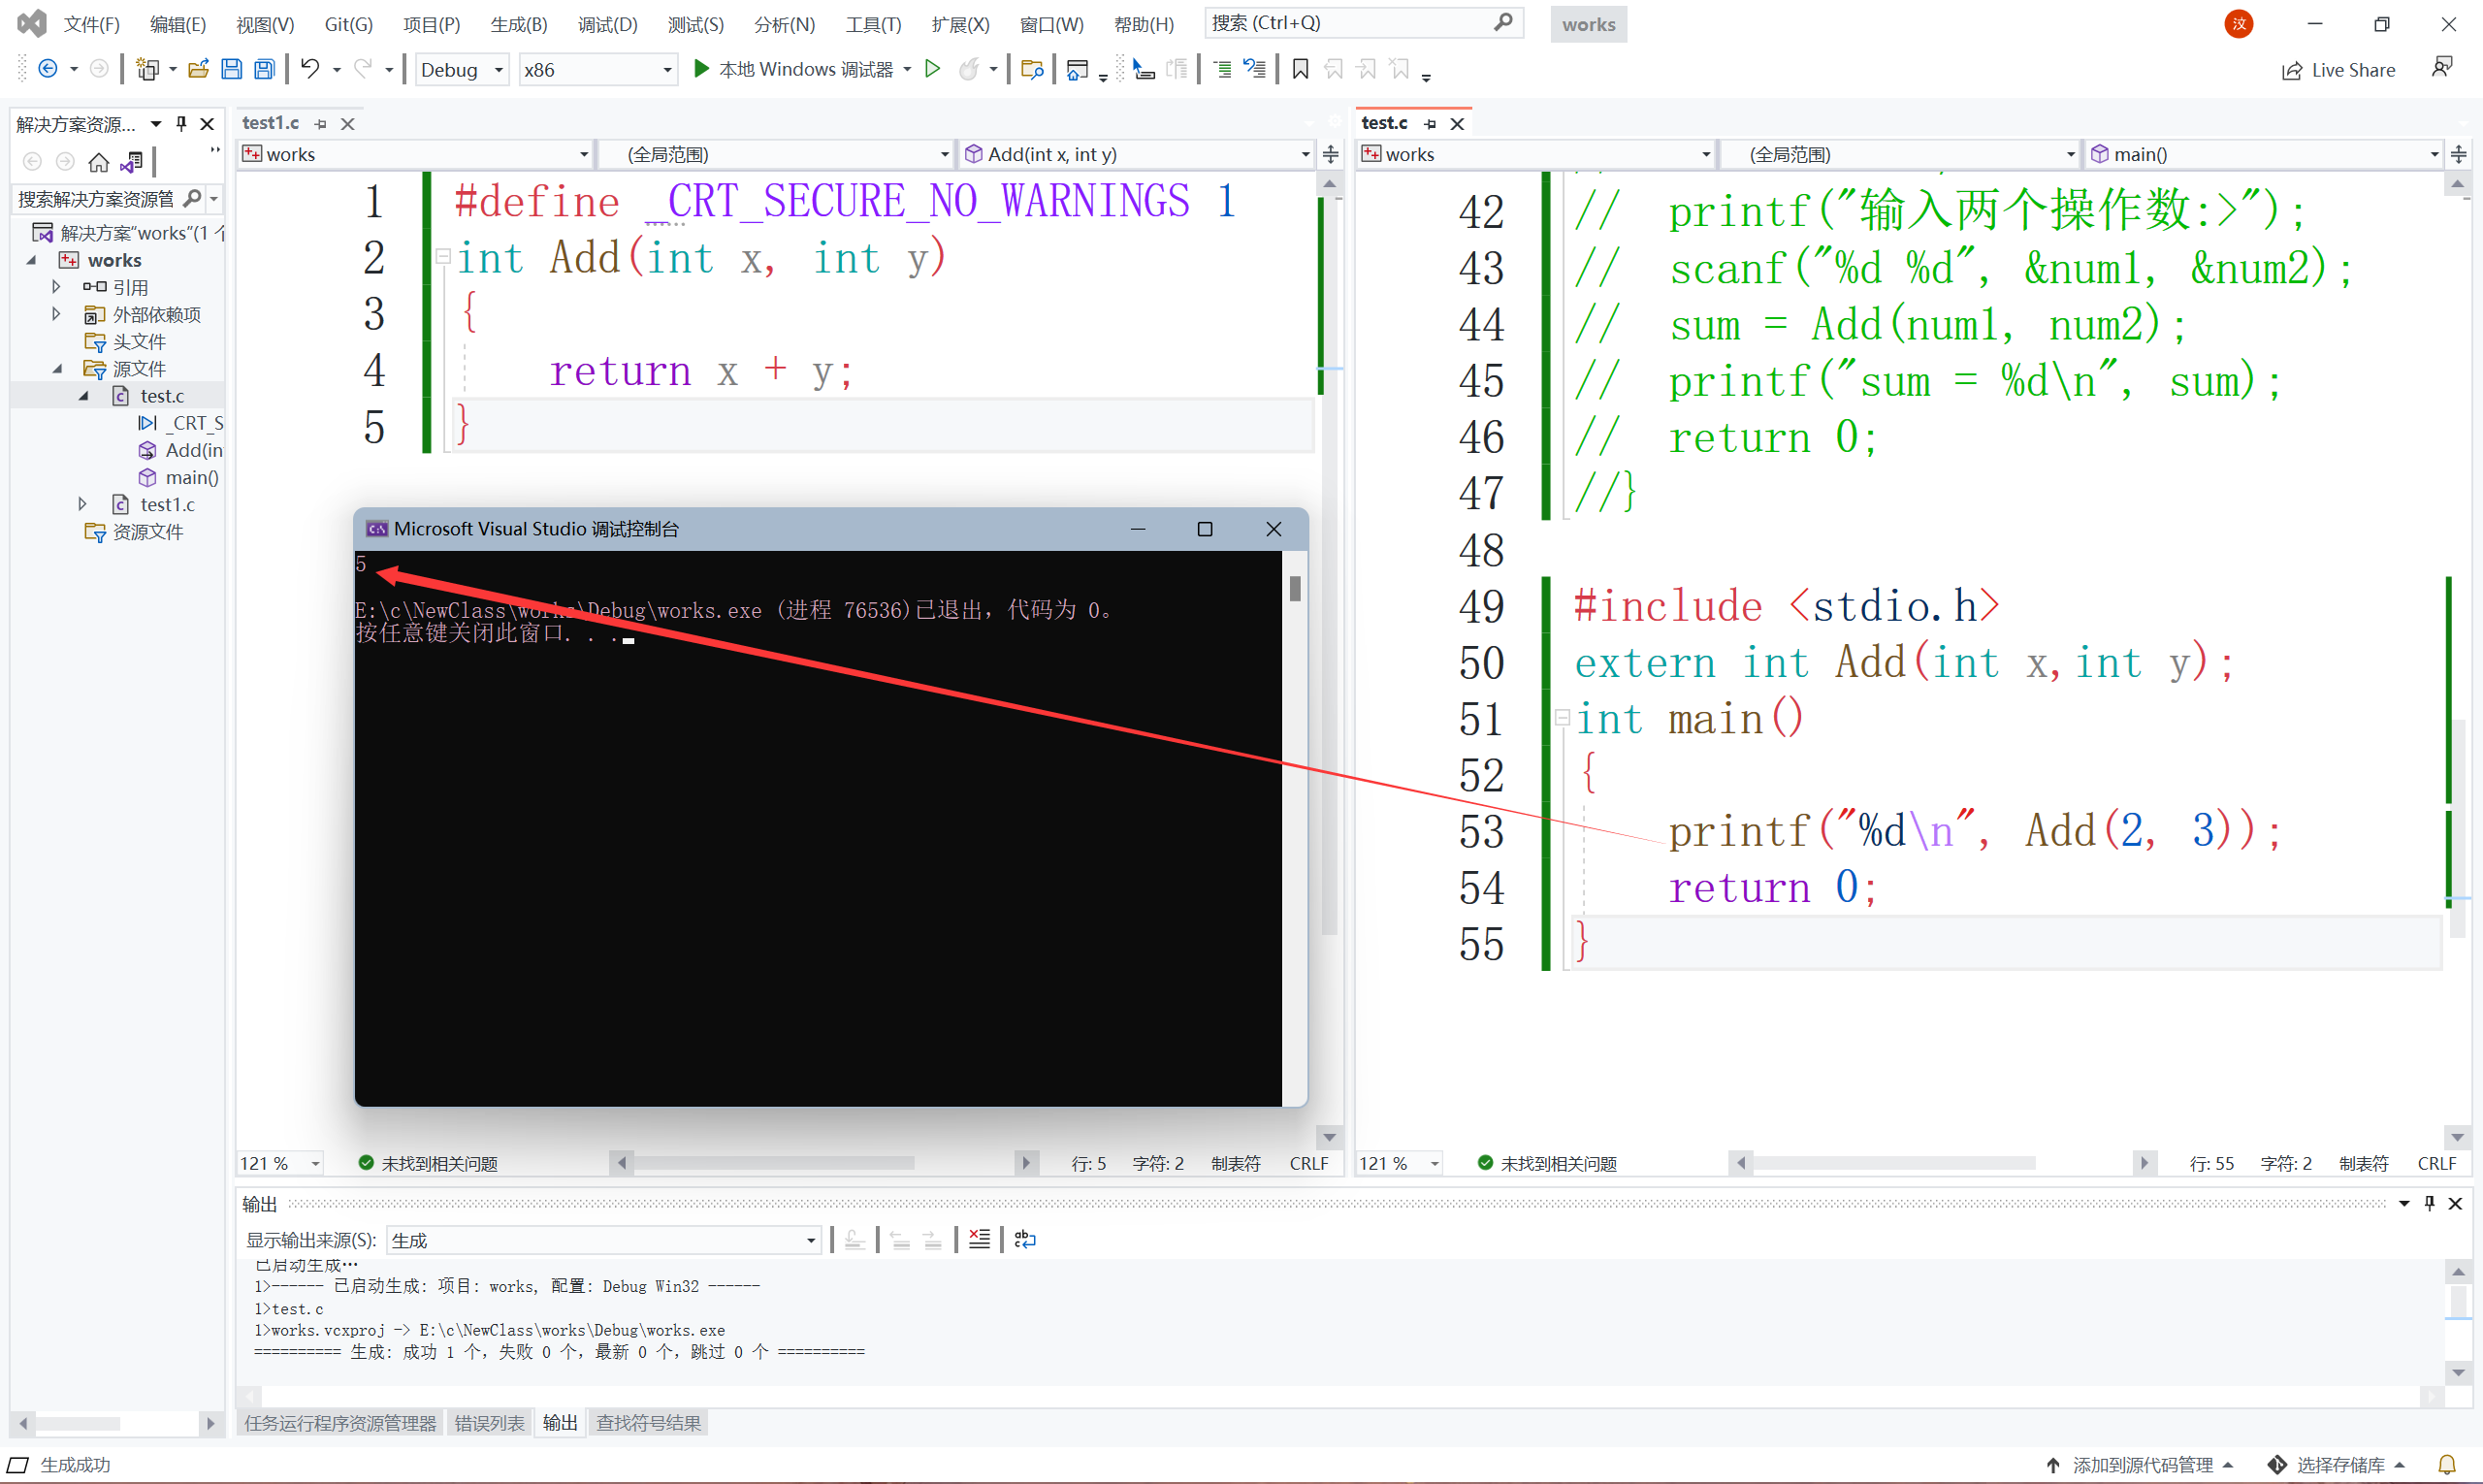 文件(F) 编辑(E) 视图(V) Git(G) 项目(P) 生成(B) 调试(D) 测试(S) 分析(N) 工具(T) 扩展(X) 窗口(W) 帮助(H) 搜索 (Ctrl+Q) works 汶
Debug x86 本地 Windows 调试器 Live Share
解决方案资源...
搜索解决方案资源管
解决方案"works"(1 个
works
引用
外部依赖项
头文件
源文件
test.c
_CRT_S
Add(in
main()
test1.c
资源文件
test1.c
works (全局范围) Add(int x, int y)
1 #define _CRT_SECURE_NO_WARNINGS 1
2 int Add(int x, int y)
3 {
4 return x + y;
5 }
Microsoft Visual Studio 调试控制台
5
E:\c\NewClass\works\Debug\works.exe (进程 76536)已退出，代码为 0。
按任意键关闭此窗口. . .
121 % 未找到相关问题 行: 5 字符: 2 制表符 CRLF
test.c
works (全局范围) main()
42 // printf("输入两个操作数:>");
43 // scanf("%d %d", &num1, &num2);
44 // sum = Add(num1, num2);
45 // printf("sum = %d\n", sum);
46 // return 0;
47 //}
48
49 #include <stdio.h>
50 extern int Add(int x,int y);
51 int main()
52 {
53 printf("%d\n", Add(2, 3));
54 return 0;
55 }
121 % 未找到相关问题 行: 55 字符: 2 制表符 CRLF
输出
显示输出来源(S): 生成
已启动生成…
1>------ 已启动生成: 项目: works, 配置: Debug Win32 ------
1>test.c
1>works.vcxproj -> E:\c\NewClass\works\Debug\works.exe
========== 生成: 成功 1 个，失败 0 个，最新 0 个，跳过 0 个 ==========
任务运行程序资源管理器 错误列表 输出 查找符号结果
生成成功 添加到源代码管理 选择存储库